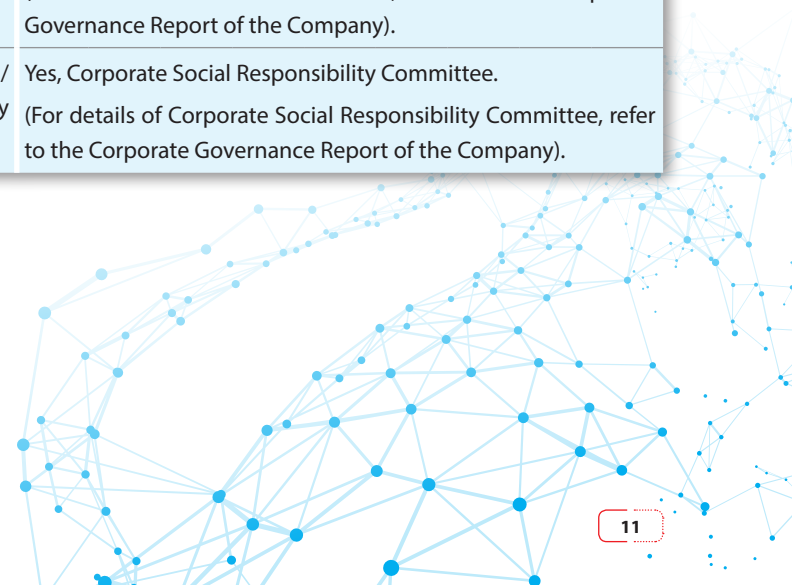 Governance Report of the Company).
/ Yes, Corporate Social Responsibility Committee.
y (For details of Corporate Social Responsibility Committee, refer
to the Corporate Governance Report of the Company).
11